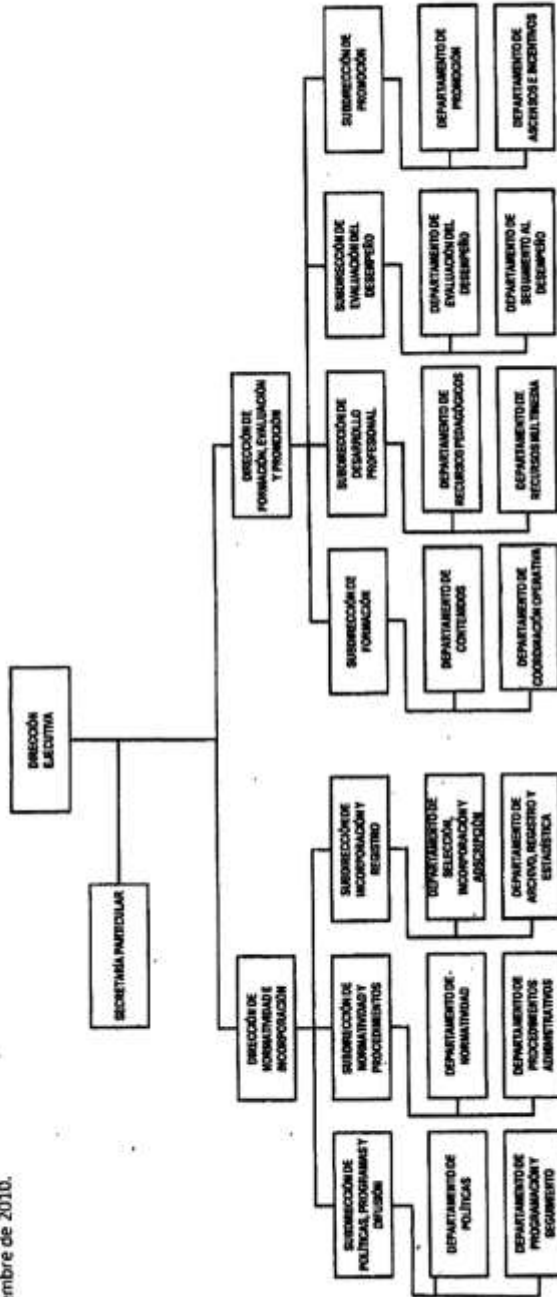 embre de 2010.
DIRECCIÓN
EJECUTIVA
SECRETARÍA PARTICULAR
DIRECCIÓN DE
NORMATIVIDAD E
INCORPORACIÓN
DIRECCIÓN DE
FORMACIÓN, EVALUACIÓN
Y PROMOCIÓN
SUBDIRECCIÓN DE
POLÍTICAS, PROGRAMAS Y
DIFUSIÓN
SUBDIRECCIÓN DE
NORMATIVIDAD Y
PROCEDIMIENTOS
SUBDIRECCIÓN DE
INCORPORACIÓN Y
REGISTRO
SUBDIRECCIÓN DE
FORMACIÓN
SUBDIRECCIÓN DE
DESARROLLO
PROFESIONAL
SUBDIRECCIÓN DE
EVALUACIÓN DEL
DESEMPEÑO
SUBDIRECCIÓN DE
PROMOCIÓN
DEPARTAMENTO DE
POLÍTICAS
DEPARTAMENTO DE
NORMATIVIDAD
DEPARTAMENTO DE
SELECCIÓN,
INCORPORACIÓN Y
ADSCRIPCIÓN
DEPARTAMENTO DE
CONTENIDOS
DEPARTAMENTO DE
RECURSOS PEDAGÓGICOS
DEPARTAMENTO DE
EVALUACIÓN DEL
DESEMPEÑO
DEPARTAMENTO DE
PROMOCIÓN
DEPARTAMENTO DE
PROGRAMACIÓN Y
SEGUIMIENTO
DEPARTAMENTO DE
PROCEDIMIENTOS
ADMINISTRATIVOS
DEPARTAMENTO DE
ARCHIVO, REGISTRO Y
ESTADÍSTICA
DEPARTAMENTO DE
COORDINACIÓN OPERATIVA
DEPARTAMENTO DE
RECURSOS MULTIMEDIA
DEPARTAMENTO DE
SEGUIMIENTO AL
DESEMPEÑO
DEPARTAMENTO DE
ASCENSOS E INCENTIVOS